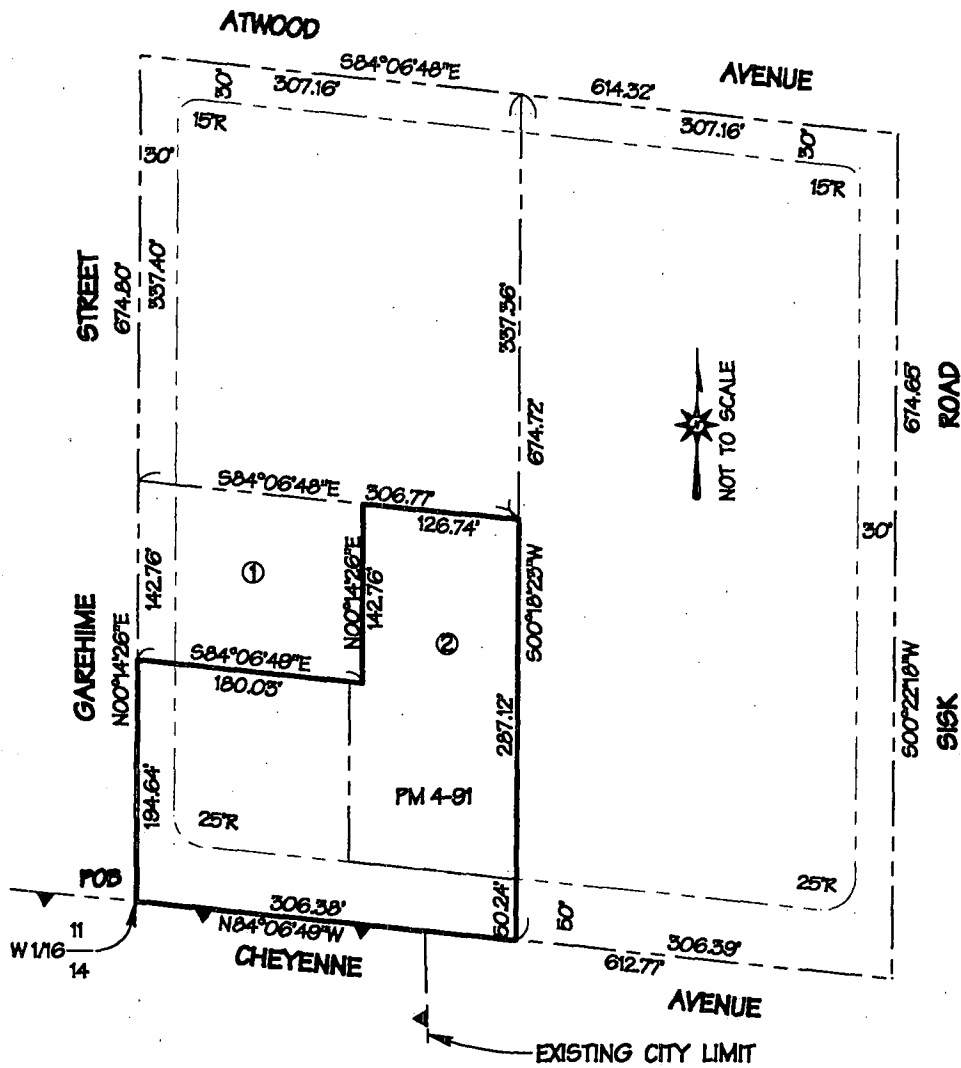 ATWOOD
AVENUE
S84°06'48"E
307.16'
614.32'
307.16'
30'
30'
15'R
15'R
30'
STREET
674.80'
337.40'
337.36'
674.72'
NOT TO SCALE
674.65'
ROAD
S84°06'48"E
306.77'
126.74'
30'
142.76'
①
N00°14'26"E
142.76'
②
S00°18'23"W
GAREHIME
N00°14'26"E
S84°06'49"E
180.03'
S00°22'18"W
SISK
287.12'
PM 4-91
194.64'
25'R
25'R
POB
306.38'
N84°06'49"W
50.24'
50'
11
W 1/16
14
CHEYENNE
306.39'
612.77'
AVENUE
EXISTING CITY LIMIT